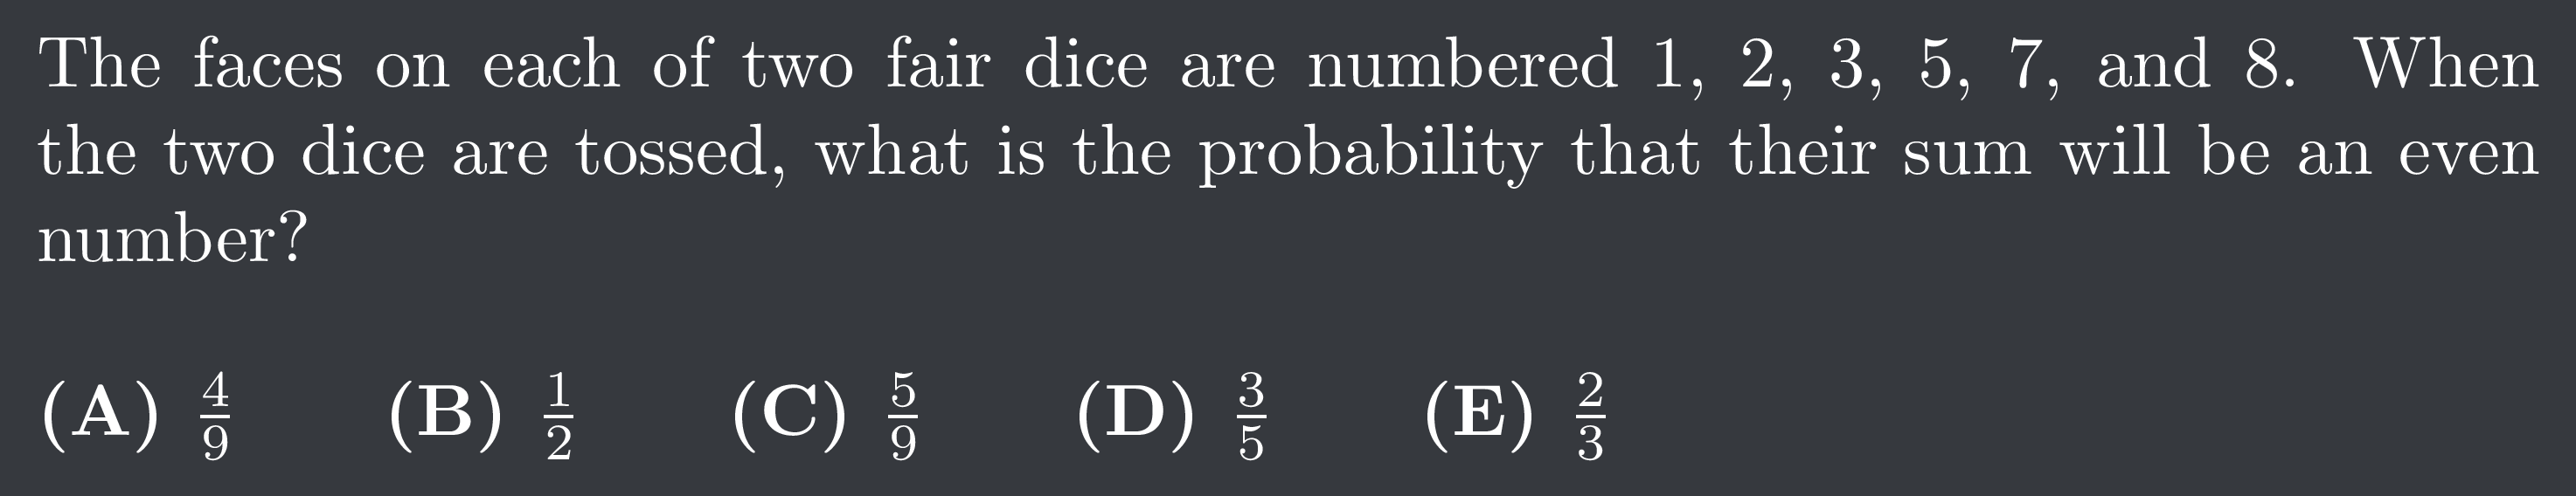 The faces on each of two fair dice are numbered 1, 2, 3, 5, 7, and 8. When
the two dice are tossed, what is the probability that their sum will be an even
number?
(A) 4/9 (B) 1/2 (C) 5/9 (D) 3/5 (E) 2/3